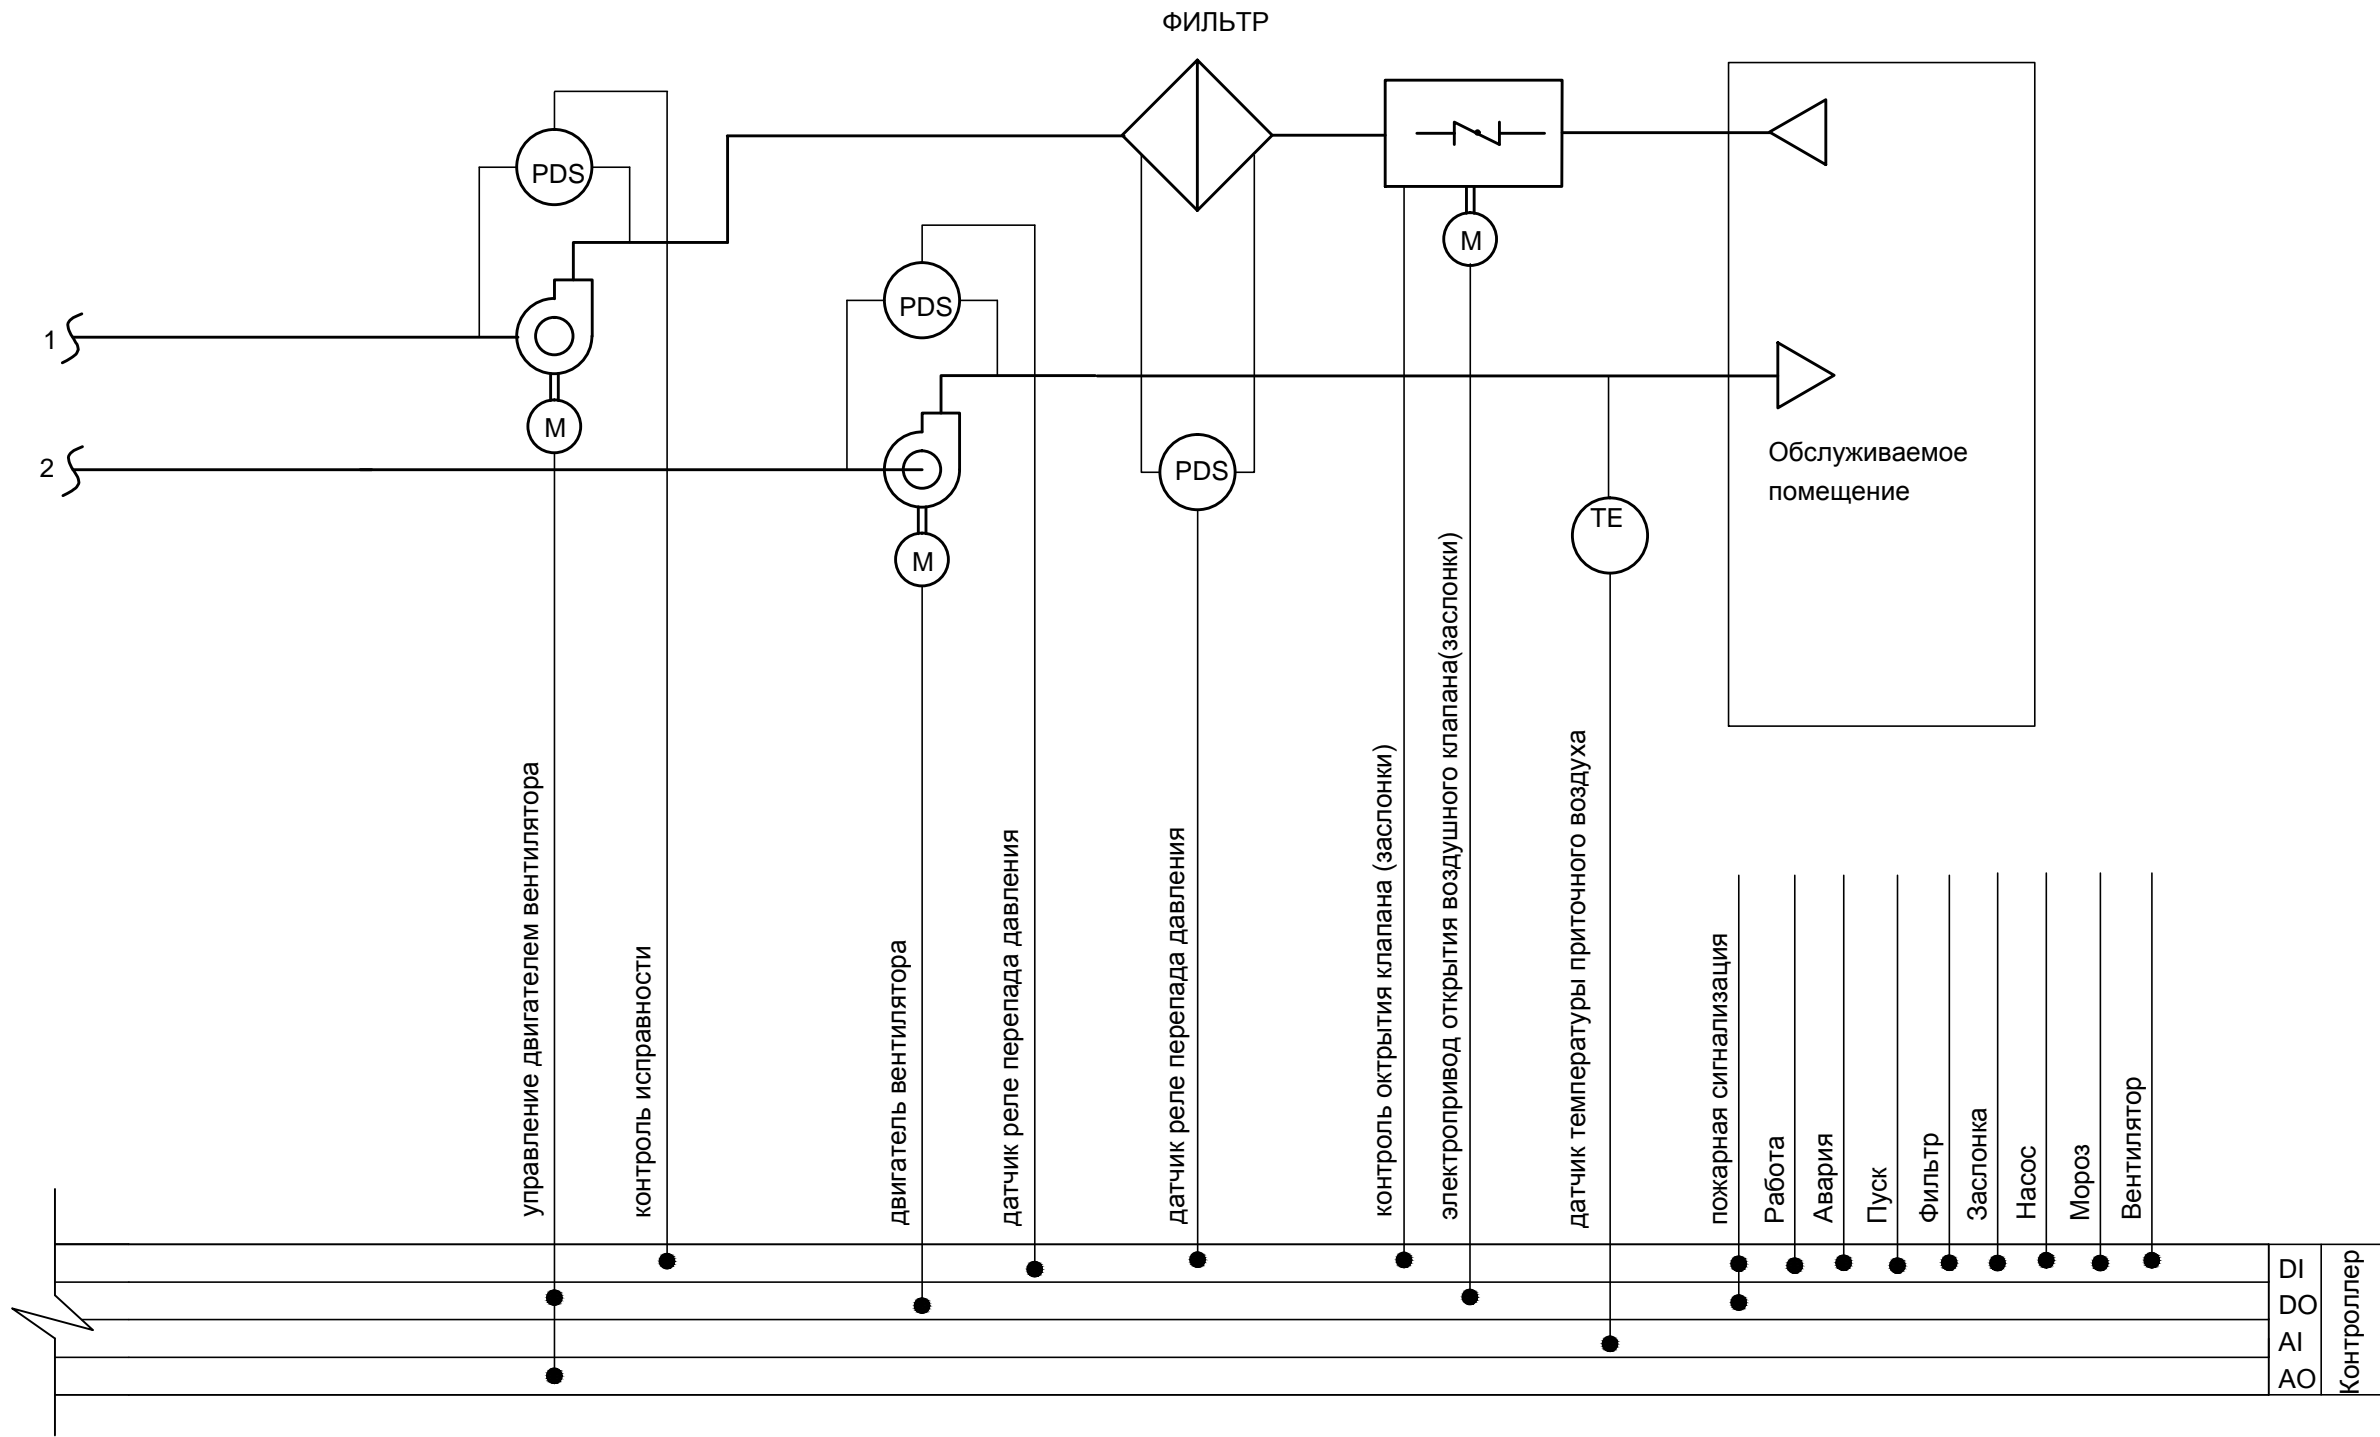 ФИЛЬТР
PDS
PDS
M
1
M
2
PDS
M
TE
Обслуживаемое
помещение
управление двигателем вентилятора
контроль исправности
двигатель вентилятора
датчик реле перепада давления
датчик реле перепада давления
контроль октрытия клапана (заслонки)
электропривод открытия воздушного клапана(заслонки)
датчик температуры приточного воздуха
пожарная сигнализация
Работа
Авария
Пуск
Фильтр
Заслонка
Насос
Мороз
Вентилятор
DI
DO
AI
AO
Контроллер